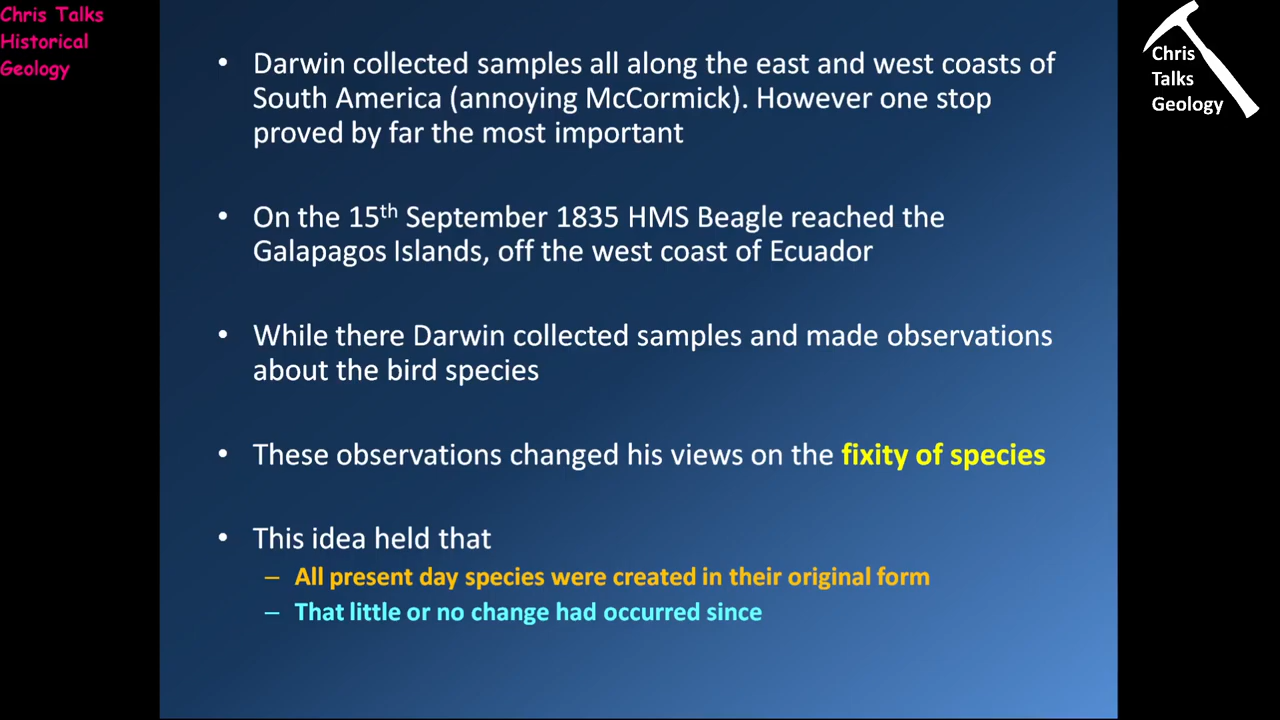 Chris Talks
Historical
Geology
Chris
Talks
Geology
• Darwin collected samples all along the east and west coasts of
South America (annoying McCormick). However one stop
proved by far the most important
• On the 15th September 1835 HMS Beagle reached the
Galapagos Islands, off the west coast of Ecuador
• While there Darwin collected samples and made observations
about the bird species
• These observations changed his views on the fixity of species
• This idea held that
– All present day species were created in their original form
– That little or no change had occurred since